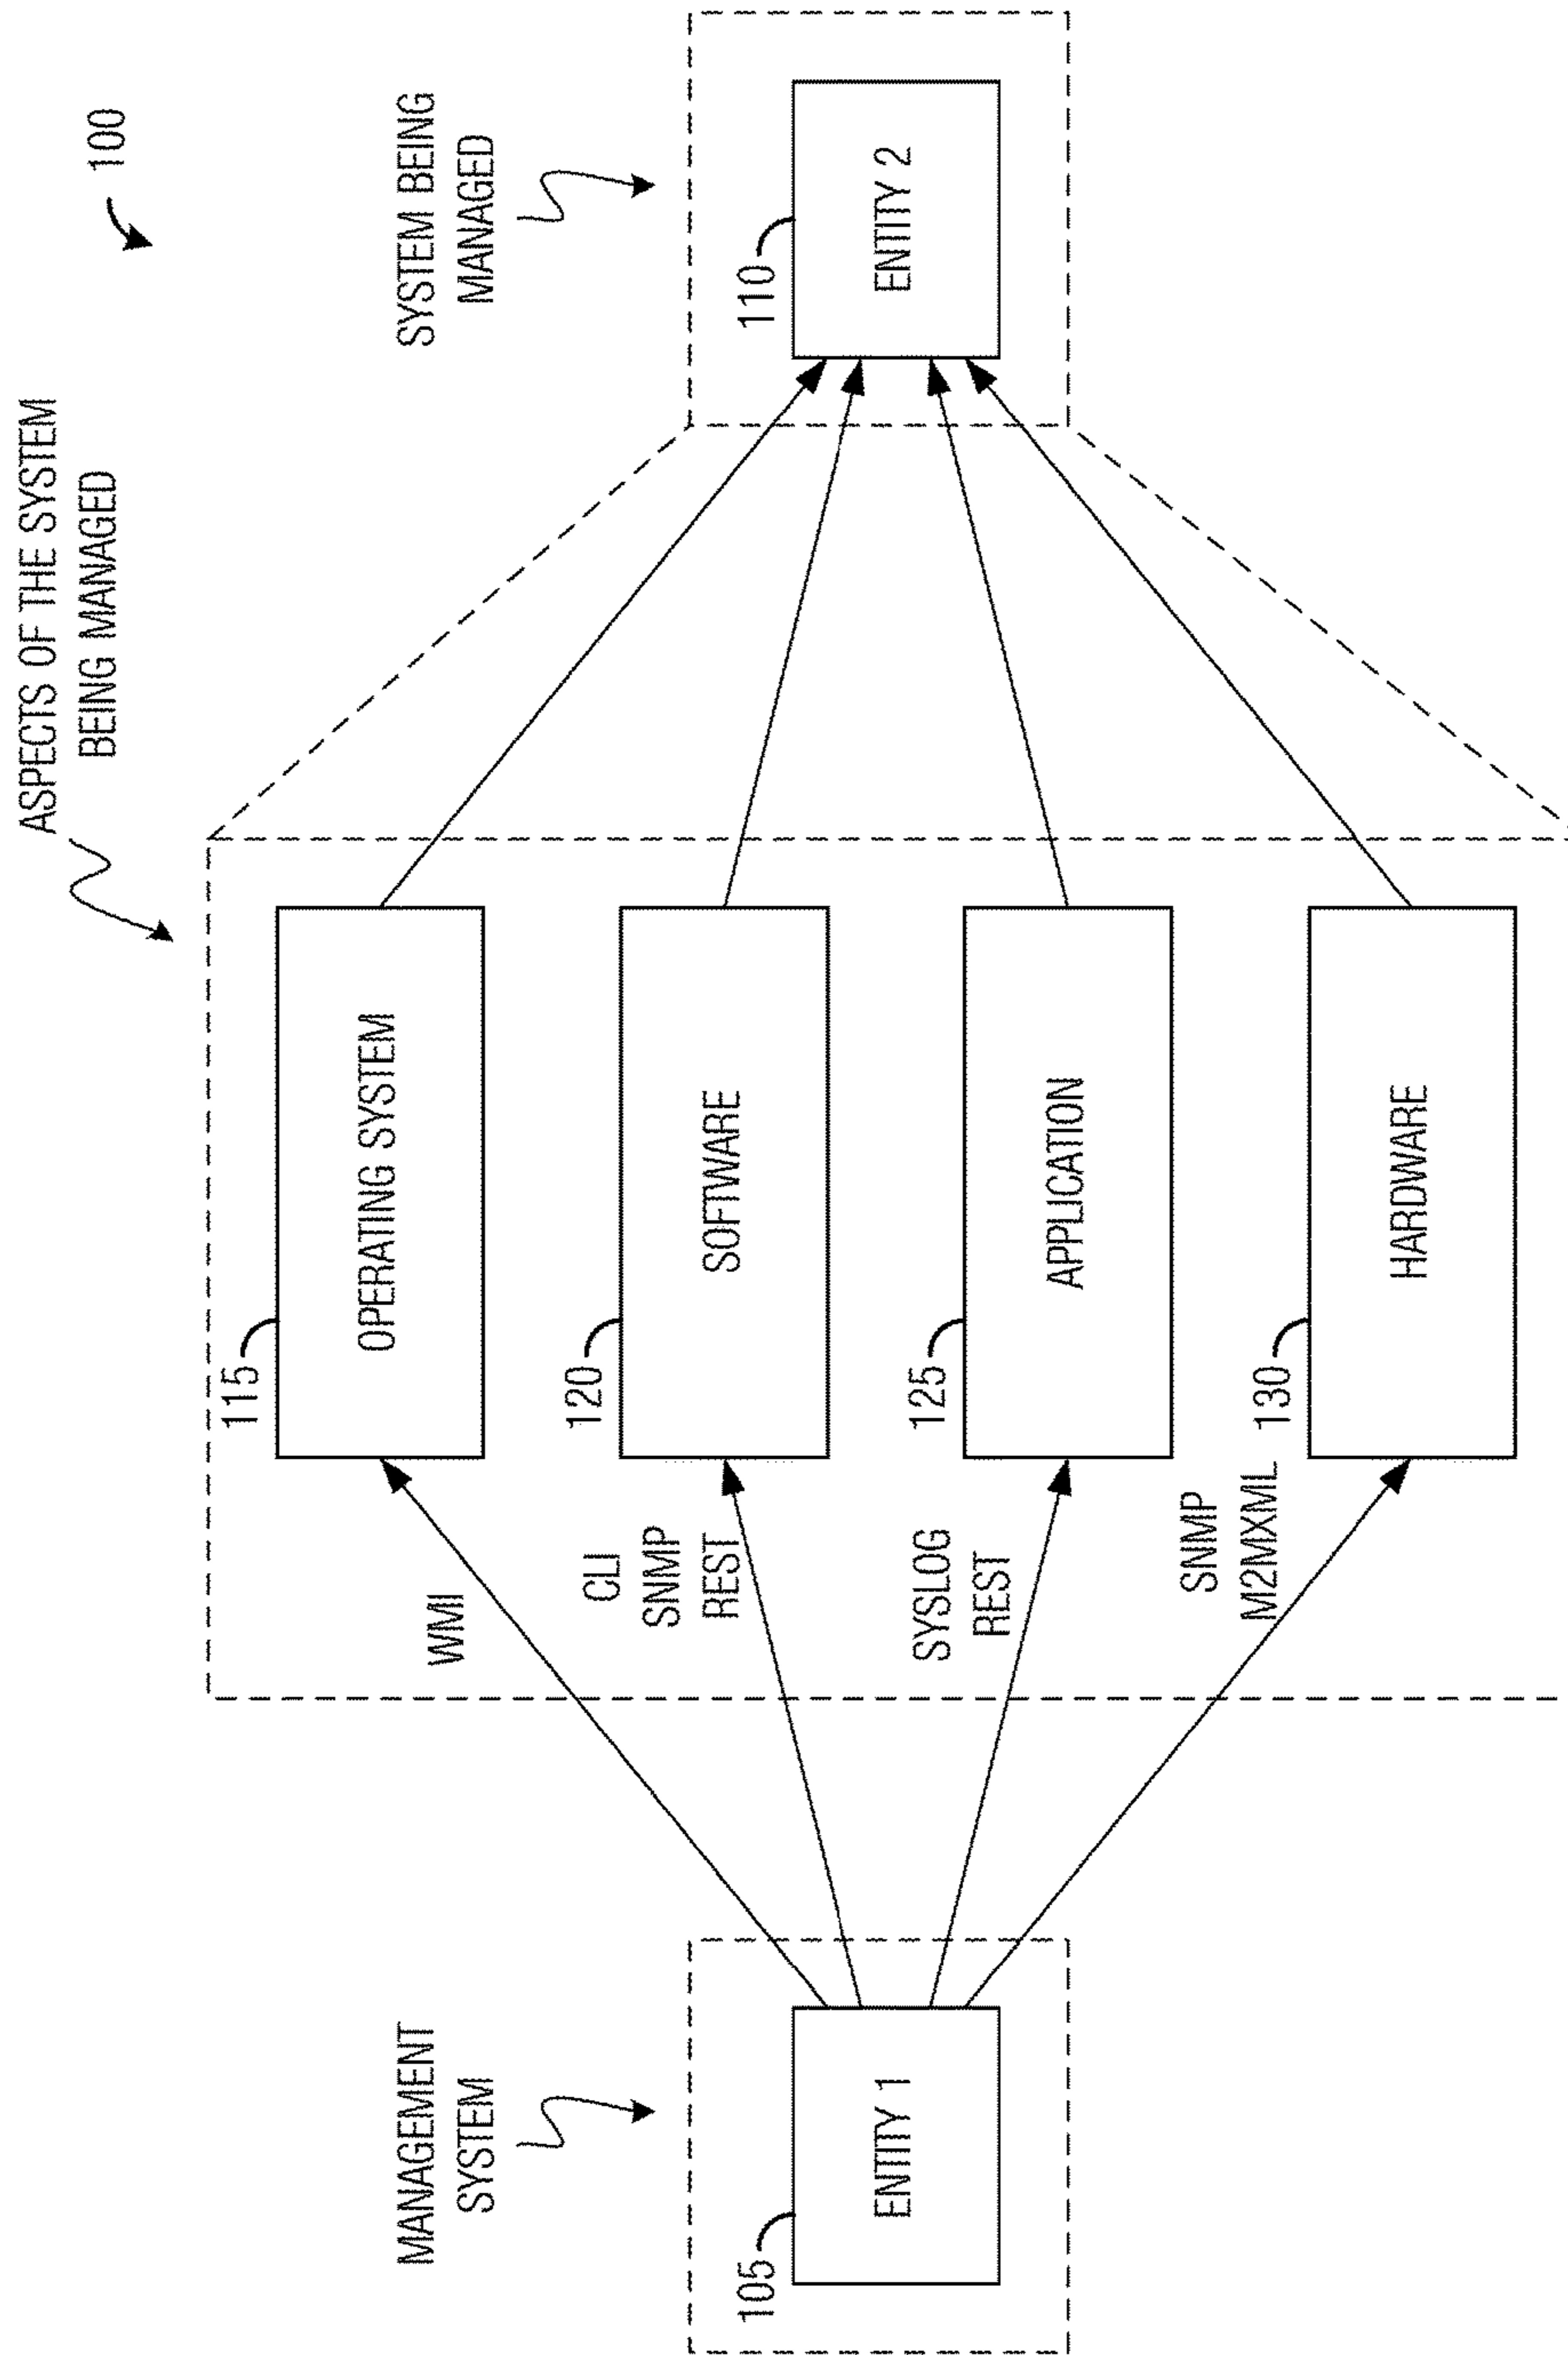 100
ASPECTS OF THE SYSTEM
BEING MANAGED
MANAGEMENT
SYSTEM
SYSTEM BEING
MANAGED
115
OPERATING SYSTEM
WMI
120
SOFTWARE
CLI
SNMP
REST
105
ENTITY 1
110
ENTITY 2
125
APPLICATION
SYSLOG
REST
130
HARDWARE
SNMP
M2MXML